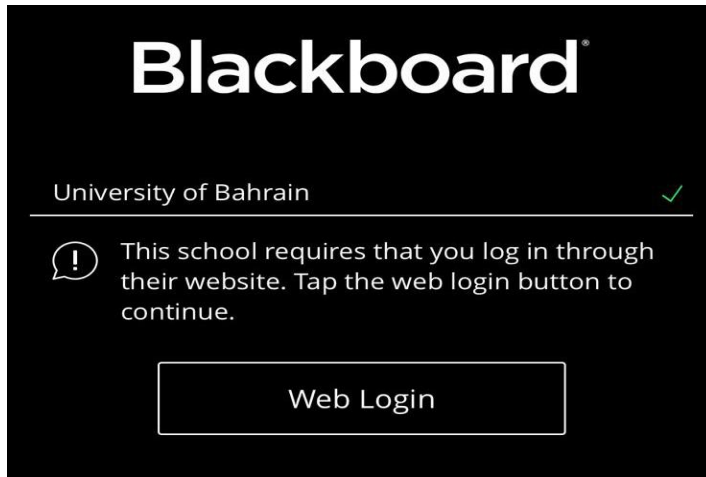 Blackboard®
University of Bahrain
This school requires that you log in through
their website. Tap the web login button to
continue.
Web Login